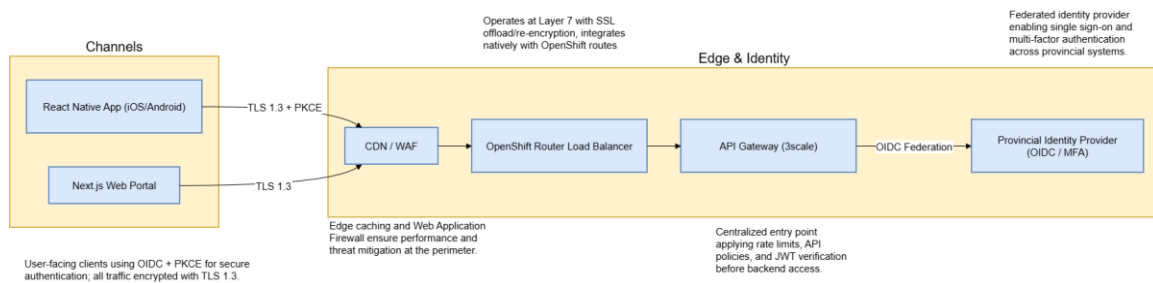 Operates at Layer 7 with SSL
offload/re-encryption, integrates
natively with OpenShift routes
Federated identity provider
enabling single sign-on and
multi-factor authentication
across provincial systems.
Channels
Edge & Identity
React Native App (iOS/Android)
TLS 1.3 + PKCE
Next.js Web Portal
TLS 1.3
CDN / WAF
OpenShift Router Load Balancer
API Gateway (3scale)
OIDC Federation
Provincial Identity Provider
(OIDC / MFA)
Edge caching and Web Application
Firewall ensure performance and
threat mitigation at the perimeter.
Centralized entry point
applying rate limits, API
policies, and JWT verification
before backend access.
User-facing clients using OIDC + PKCE for secure
authentication; all traffic encrypted with TLS 1.3.